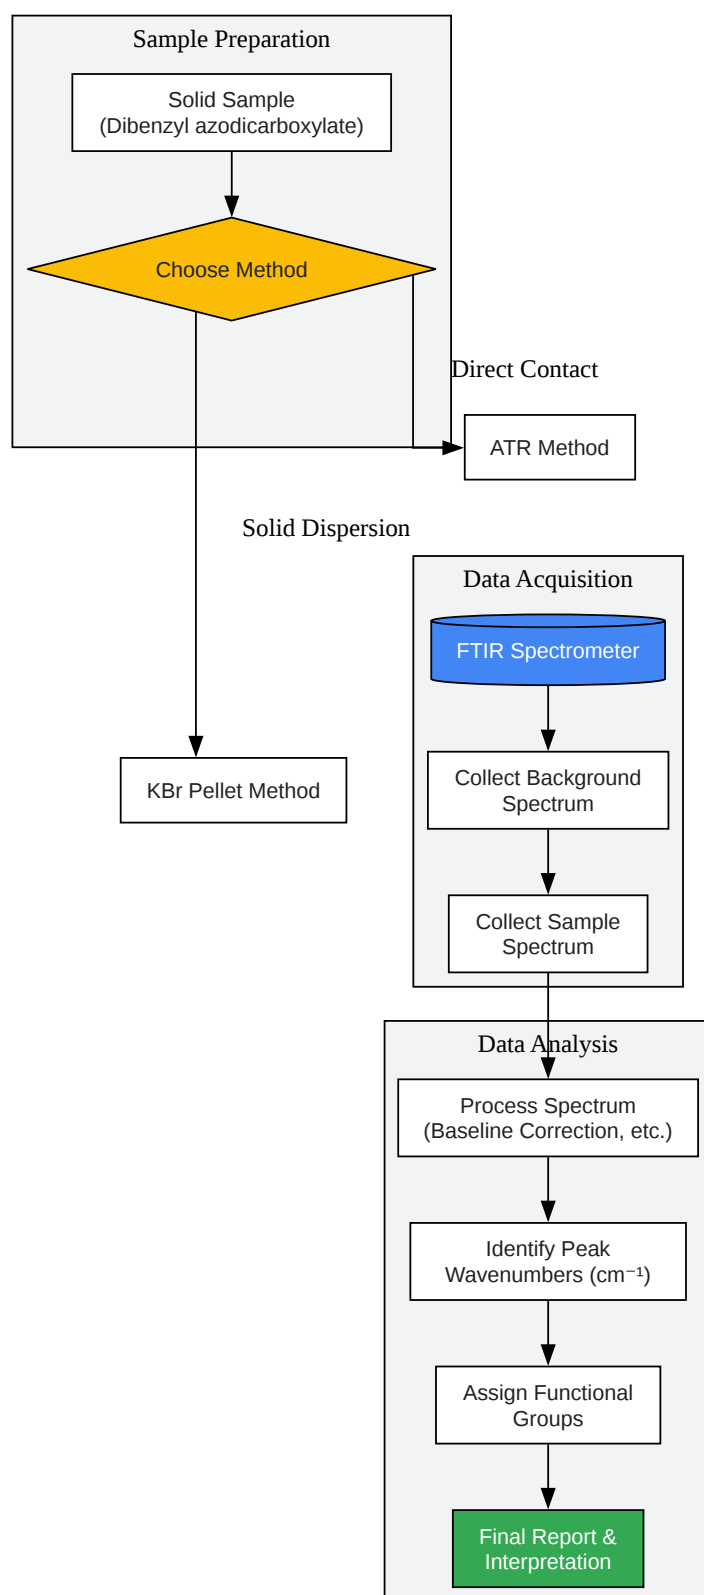 Sample Preparation
Solid Sample
(Dibenzyl azodicarboxylate)
Choose Method
Direct Contact
ATR Method
Solid Dispersion
Data Acquisition
FTIR Spectrometer
Collect Background
Spectrum
KBr Pellet Method
Collect Sample
Spectrum
Data Analysis
Process Spectrum
(Baseline Correction, etc.)
Identify Peak
Wavenumbers (cm⁻¹)
Assign Functional
Groups
Final Report &
Interpretation